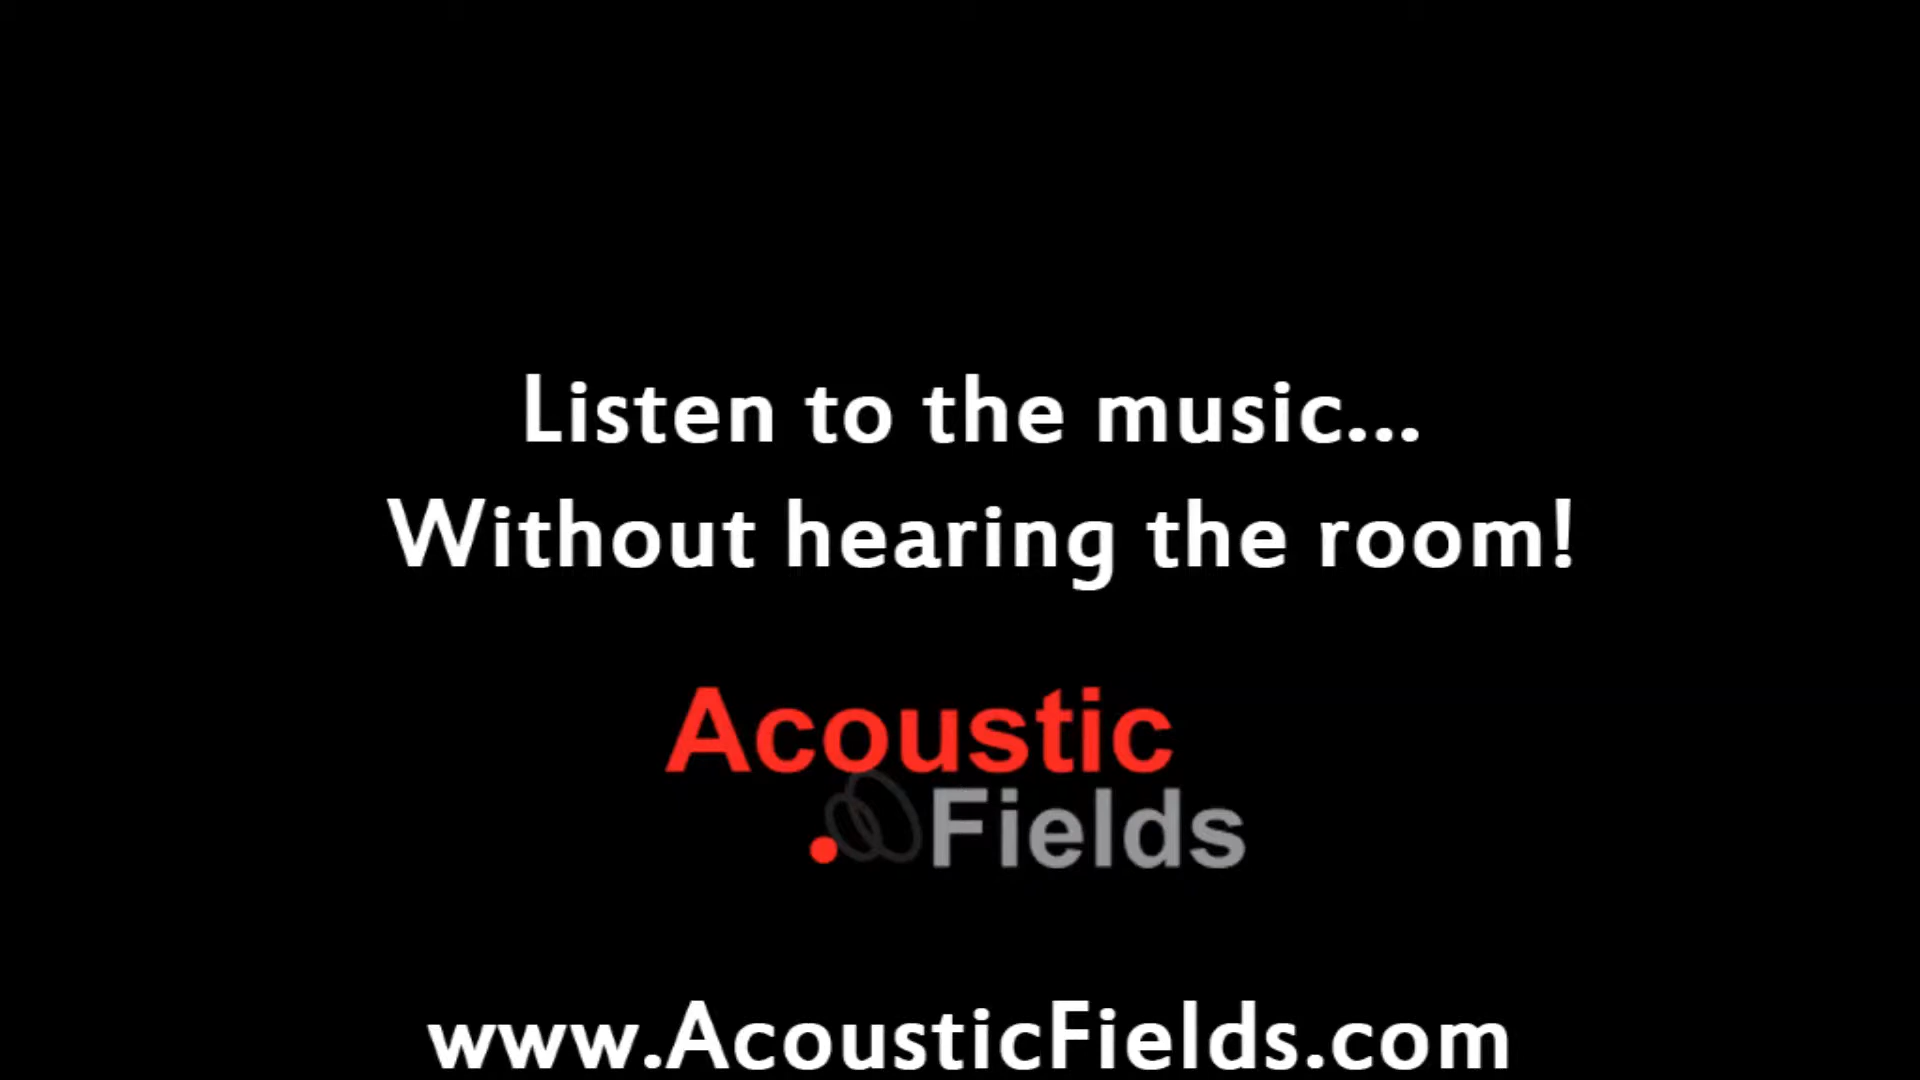 Listen to the music...
Without hearing the room!
Acoustic
Fields
www.AcousticFields.com